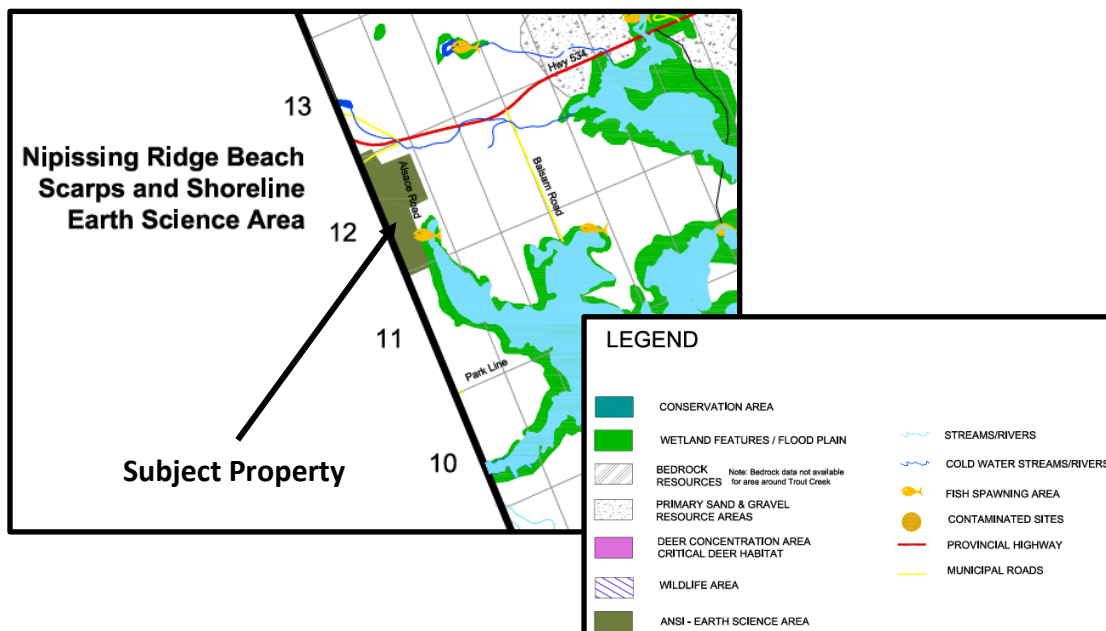 Hwy 534
13
Nipissing Ridge Beach
Scarps and Shoreline
Earth Science Area
Alsace Road
Balsam Road
12
11
Park Line
10
Subject Property
LEGEND
CONSERVATION AREA
WETLAND FEATURES / FLOOD PLAIN
BEDROCK
RESOURCES
Note: Bedrock data not available
for area around Trout Creek
PRIMARY SAND & GRAVEL
RESOURCE AREAS
DEER CONCENTRATION AREA
CRITICAL DEER HABITAT
WILDLIFE AREA
ANSI - EARTH SCIENCE AREA
STREAMS/RIVERS
COLD WATER STREAMS/RIVERS
FISH SPAWNING AREA
CONTAMINATED SITES
PROVINCIAL HIGHWAY
MUNICIPAL ROADS